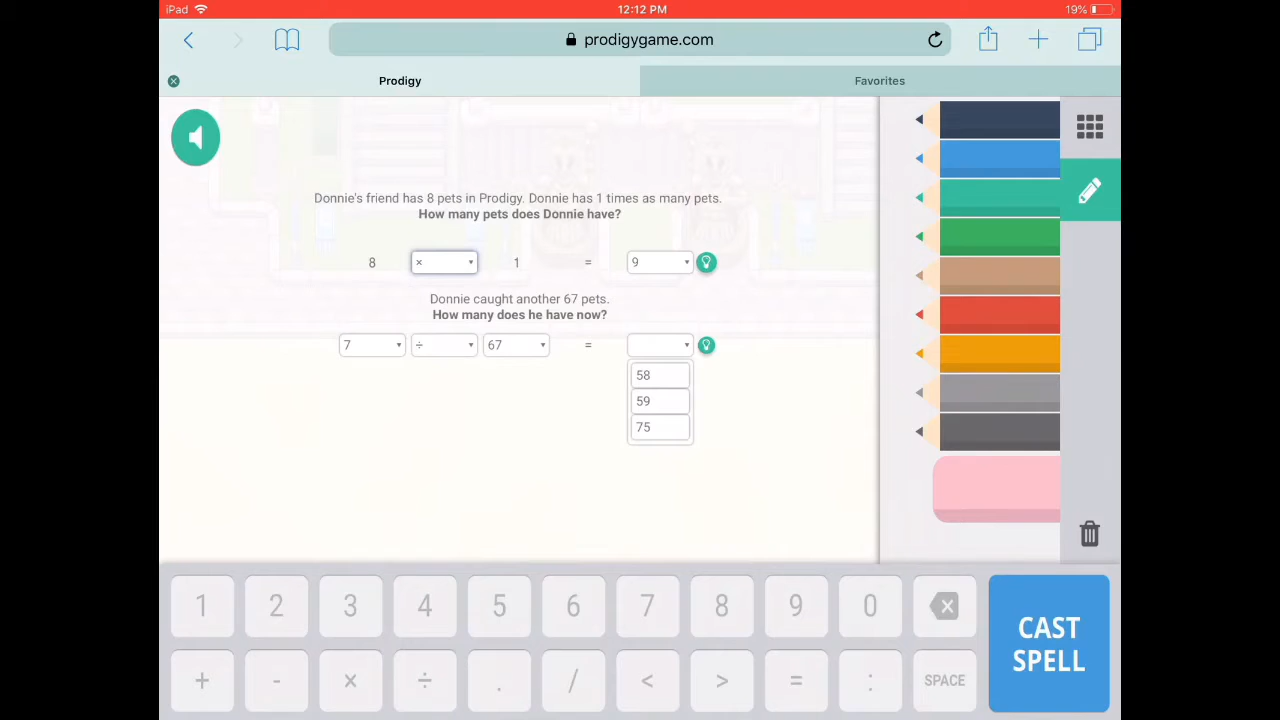 iPad 12:12 PM 19%
prodigygame.com
Prodigy Favorites
Donnie's friend has 8 pets in Prodigy. Donnie has 1 times as many pets.
How many pets does Donnie have?
8 × 1 = 9
Donnie caught another 67 pets.
How many does he have now?
7 ÷ 67 =
58
59
75
1 2 3 4 5 6 7 8 9 0
+ - × ÷ . / < > = : SPACE
CAST
SPELL